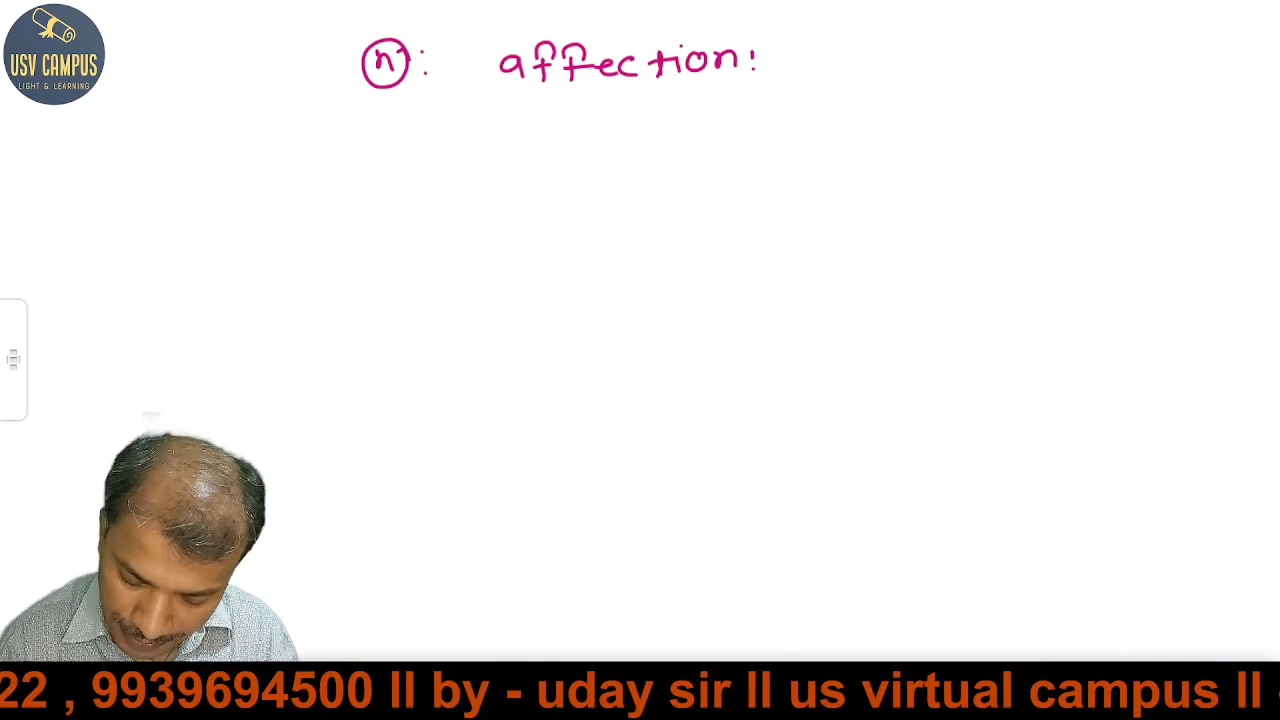 USV CAMPUS
LIGHT & LEARNING
n : affection :
22 , 9939694500 ll by - uday sir ll us virtual campus ll